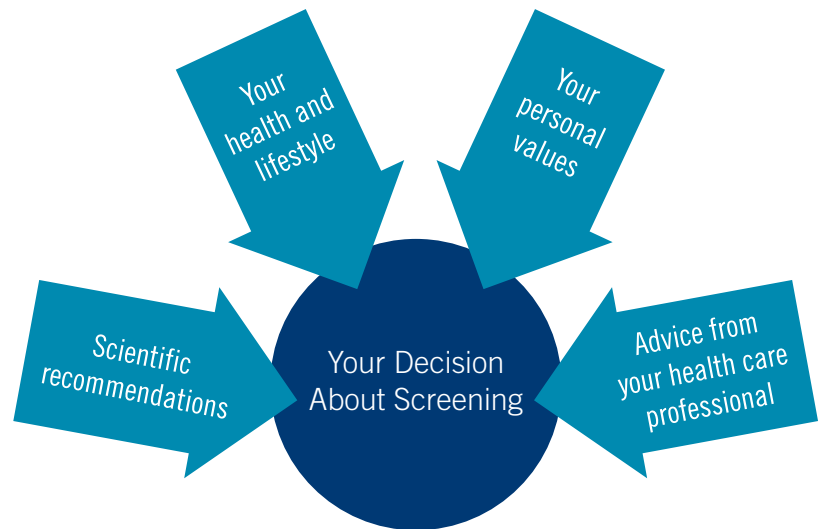 Your
health and
lifestyle
Your
personal
values
Scientific
recommendations
Your Decision
About Screening
Advice from
your health care
professional